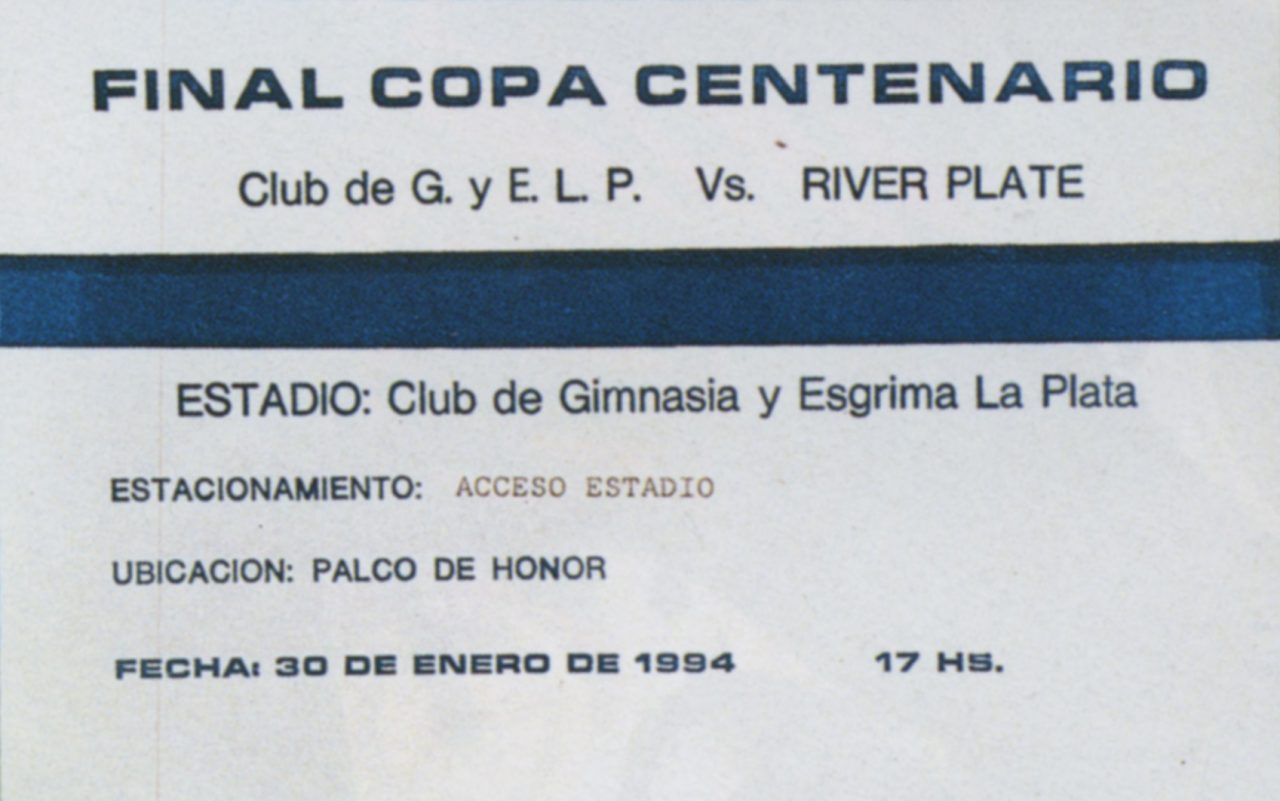 FINAL COPA CENTENARIO
Club de G. y E. L. P. Vs. RIVER PLATE
ESTADIO: Club de Gimnasia y Esgrima La Plata
ESTACIONAMIENTO: ACCESO ESTADIO
UBICACION: PALCO DE HONOR
FECHA: 30 DE ENERO DE 1994 17 HS.